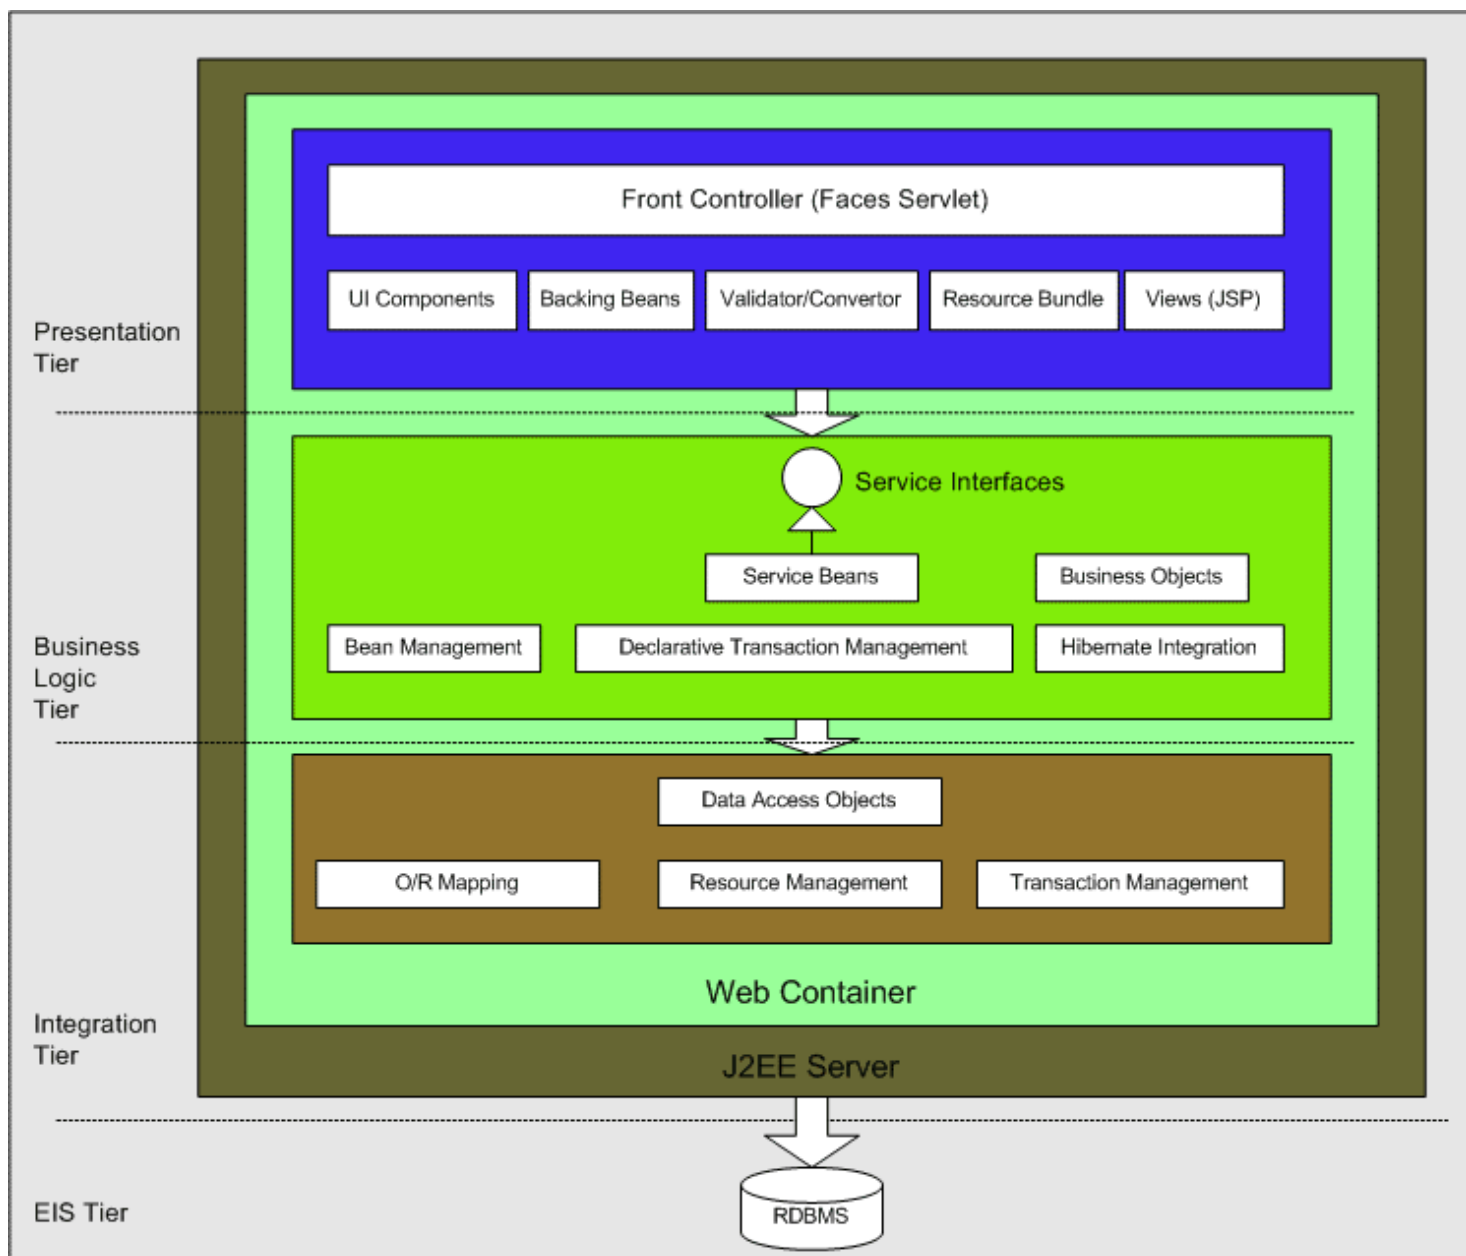 Front Controller (Faces Servlet)
UI Components
Backing Beans
Validator/Convertor
Resource Bundle
Views (JSP)
Presentation
Tier
Service Interfaces
Service Beans
Business Objects
Bean Management
Declarative Transaction Management
Hibernate Integration
Business
Logic
Tier
Data Access Objects
O/R Mapping
Resource Management
Transaction Management
Web Container
Integration
Tier
J2EE Server
EIS Tier
RDBMS